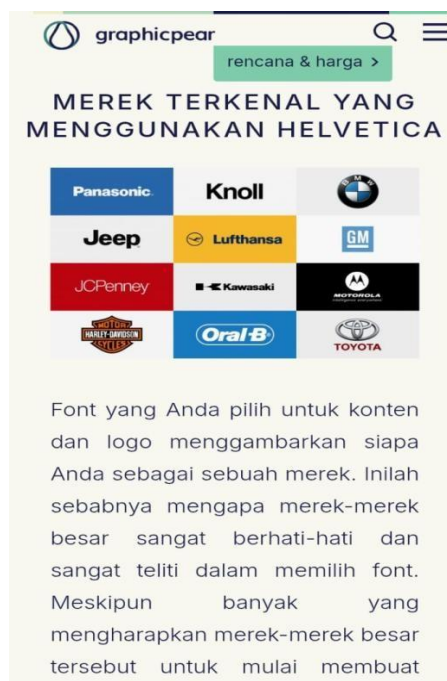 graphicpear
rencana & harga >
MEREK TERKENAL YANG
MENGGUNAKAN HELVETICA
Panasonic
Knoll
BMW
Jeep
Lufthansa
GM
JCPenney
Kawasaki
MOTOROLA
MOTOR
HARLEY-DAVIDSON
CYCLES
Oral-B
TOYOTA
Font yang Anda pilih untuk konten
dan logo menggambarkan siapa
Anda sebagai sebuah merek. Inilah
sebabnya mengapa merek-merek
besar sangat berhati-hati dan
sangat teliti dalam memilih font.
Meskipun banyak yang
mengharapkan merek-merek besar
tersebut untuk mulai membuat